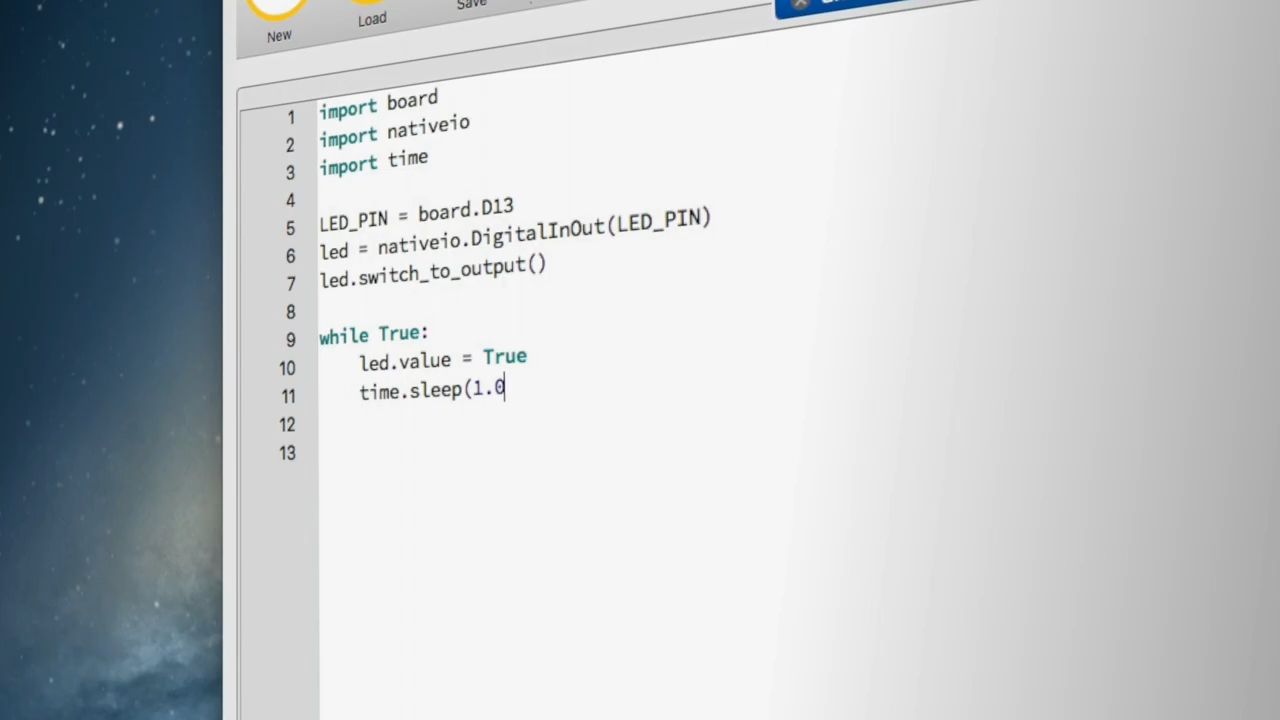 New
Load
Save
1 import board
2 import nativeio
3 import time
4
5 LED_PIN = board.D13
6 led = nativeio.DigitalInOut(LED_PIN)
7 led.switch_to_output()
8
9 while True:
10     led.value = True
11     time.sleep(1.0
12
13